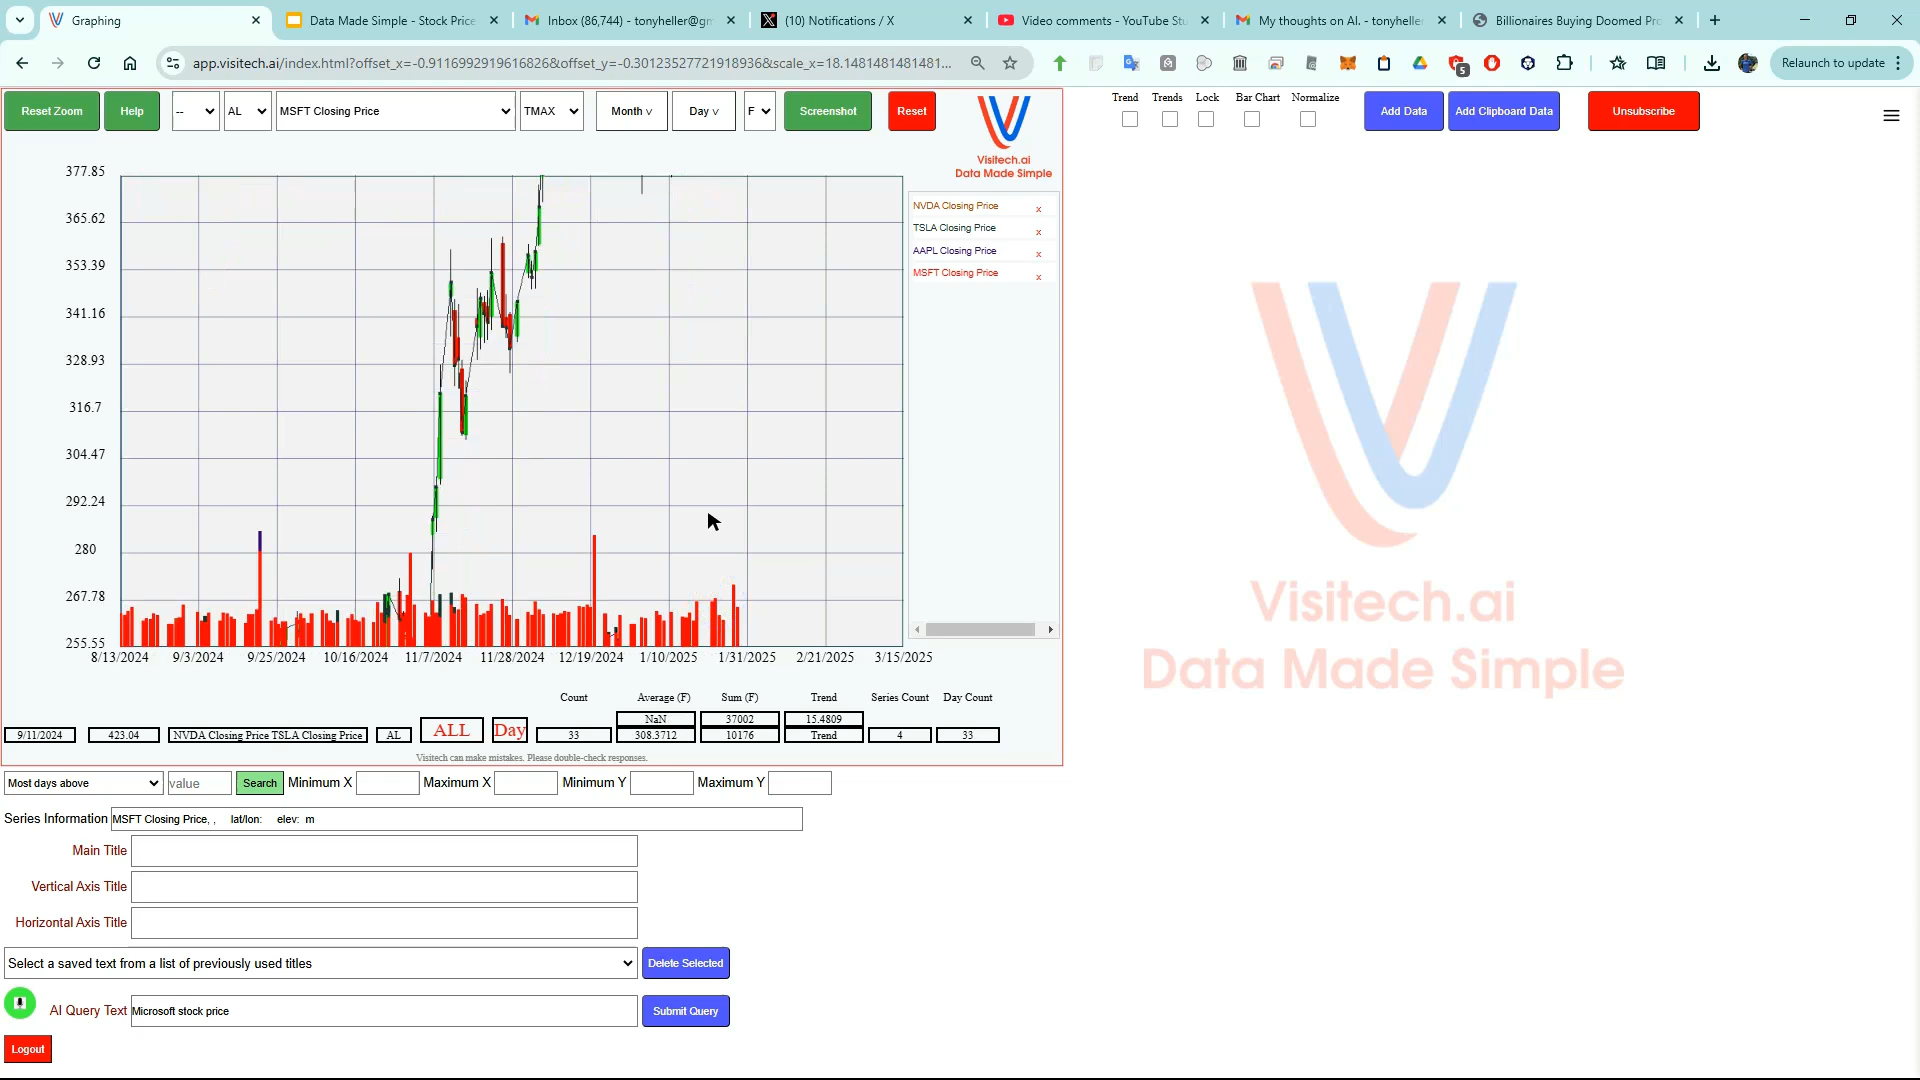 Graphing
Data Made Simple - Stock Price
Inbox (86,744) - tonyheller@gm
(10) Notifications / X
Video comments - YouTube Stu
My thoughts on AI. - tonyheller
Billionaires Buying Doomed Pro
app.visitech.ai/index.html?offset_x=-0.9116992919616826&offset_y=-0.30123527721918936&scale_x=18.1481481481481...
5
Relaunch to update
Reset Zoom
Help
--
AL
MSFT Closing Price
TMAX
Month v
Day v
F
Screenshot
Reset
Visitech.ai
Data Made Simple
Trend
Trends
Lock
Bar Chart
Normalize
Add Data
Add Clipboard Data
Unsubscribe
377.85
365.62
353.39
341.16
328.93
316.7
304.47
292.24
280
267.78
255.55
8/13/2024 9/3/2024 9/25/2024 10/16/2024 11/7/2024 11/28/2024 12/19/2024 1/10/2025 1/31/2025 2/21/2025 3/15/2025
NVDA Closing Price x
TSLA Closing Price x
AAPL Closing Price x
MSFT Closing Price x
Visitech.ai
Data Made Simple
Count Average (F) Sum (F) Trend Series Count Day Count
NaN 37002 15.4809
9/11/2024 423.04 NVDA Closing Price TSLA Closing Price AL ALL Day 33 308.3712 10176 Trend 4 33
Visitech can make mistakes. Please double-check responses.
Most days above value Search Minimum X Maximum X Minimum Y Maximum Y
Series Information MSFT Closing Price, , lat/lon: elev: m
Main Title
Vertical Axis Title
Horizontal Axis Title
Select a saved text from a list of previously used titles Delete Selected
AI Query Text Microsoft stock price Submit Query
Logout